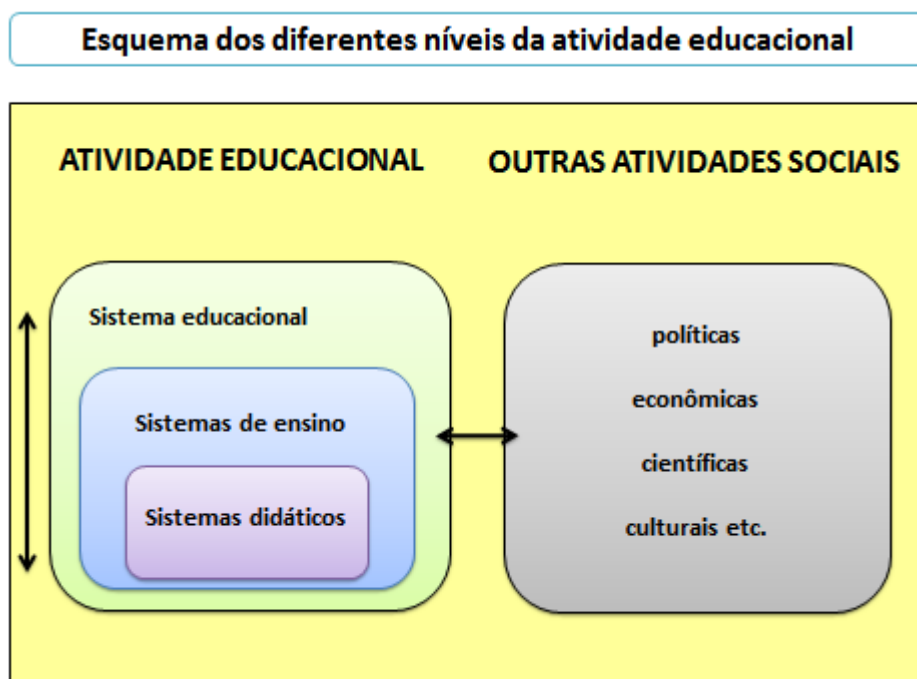 Esquema dos diferentes níveis da atividade educacional
ATIVIDADE EDUCACIONAL
OUTRAS ATIVIDADES SOCIAIS
Sistema educacional
Sistemas de ensino
Sistemas didáticos
políticas
econômicas
científicas
culturais etc.